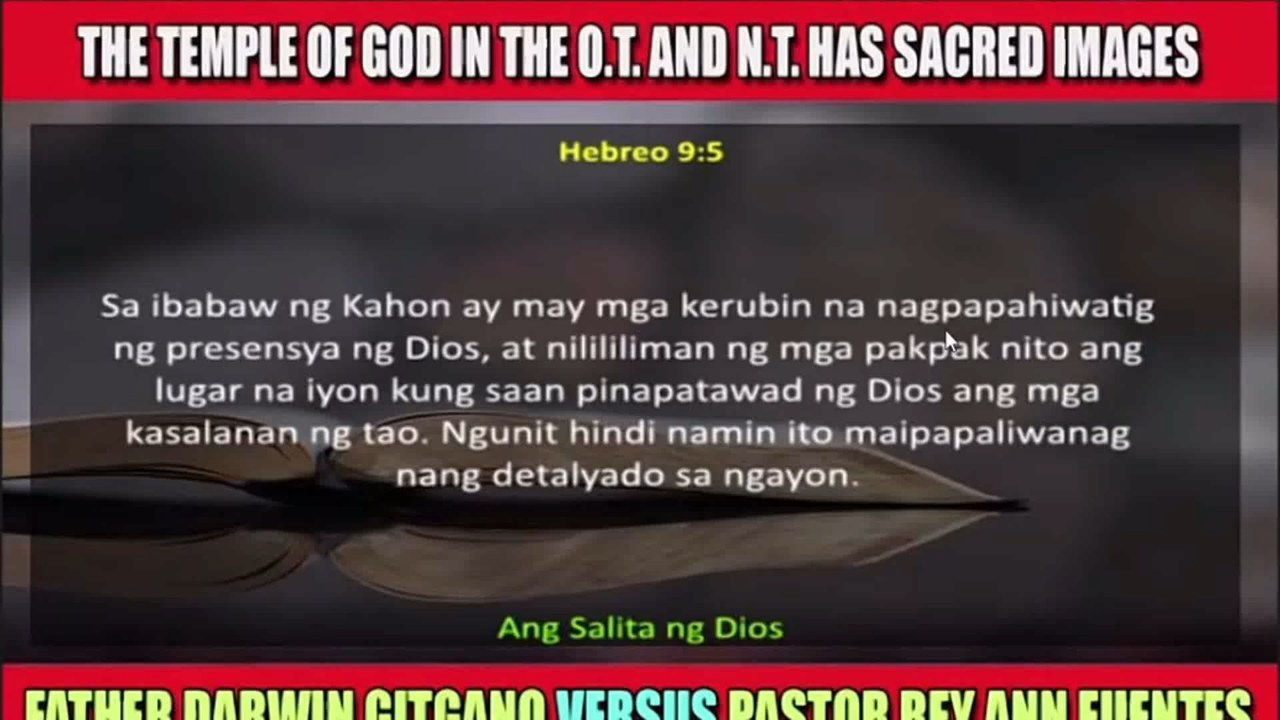 THE TEMPLE OF GOD IN THE O.T. AND N.T. HAS SACRED IMAGES
Hebreo 9:5
Sa ibabaw ng Kahon ay may mga kerubin na nagpapahiwatig
ng presensya ng Dios, at nililiman ng mga pakpak nito ang
lugar na iyon kung saan pinapatawad ng Dios ang mga
kasalanan ng tao. Ngunit hindi namin ito maipapaliwanag
nang detalyado sa ngayon.
Ang Salita ng Dios
FATHER DARWIN GITGANO VERSUS PASTOR REY ANN FUENTES